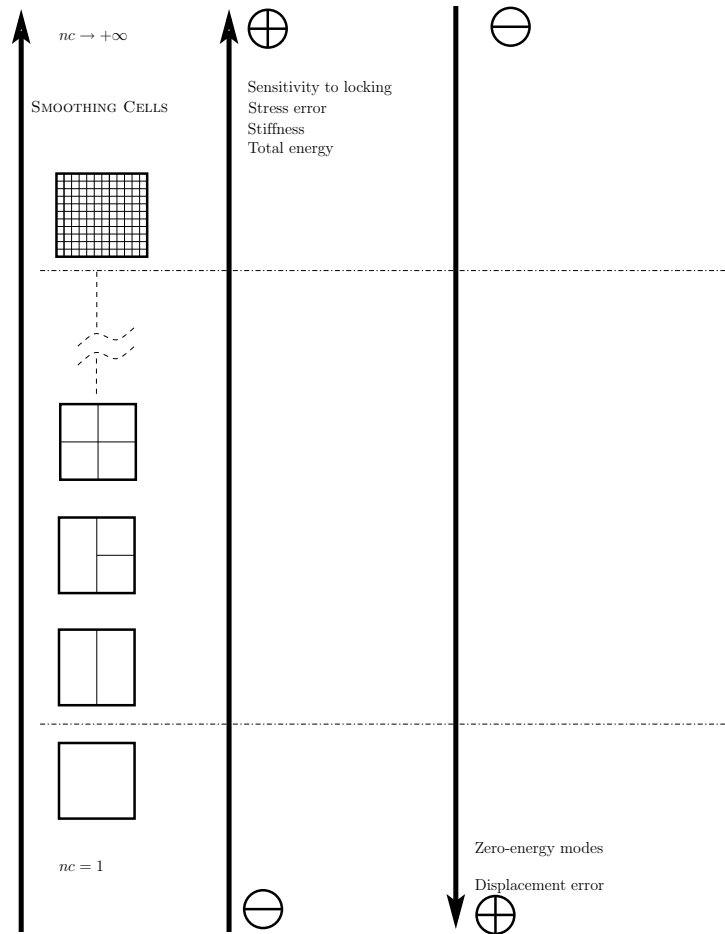 nc → +∞
SMOOTHING CELLS
Sensitivity to locking
Stress error
Stiffness
Total energy
Zero-energy modes
nc = 1
Displacement error